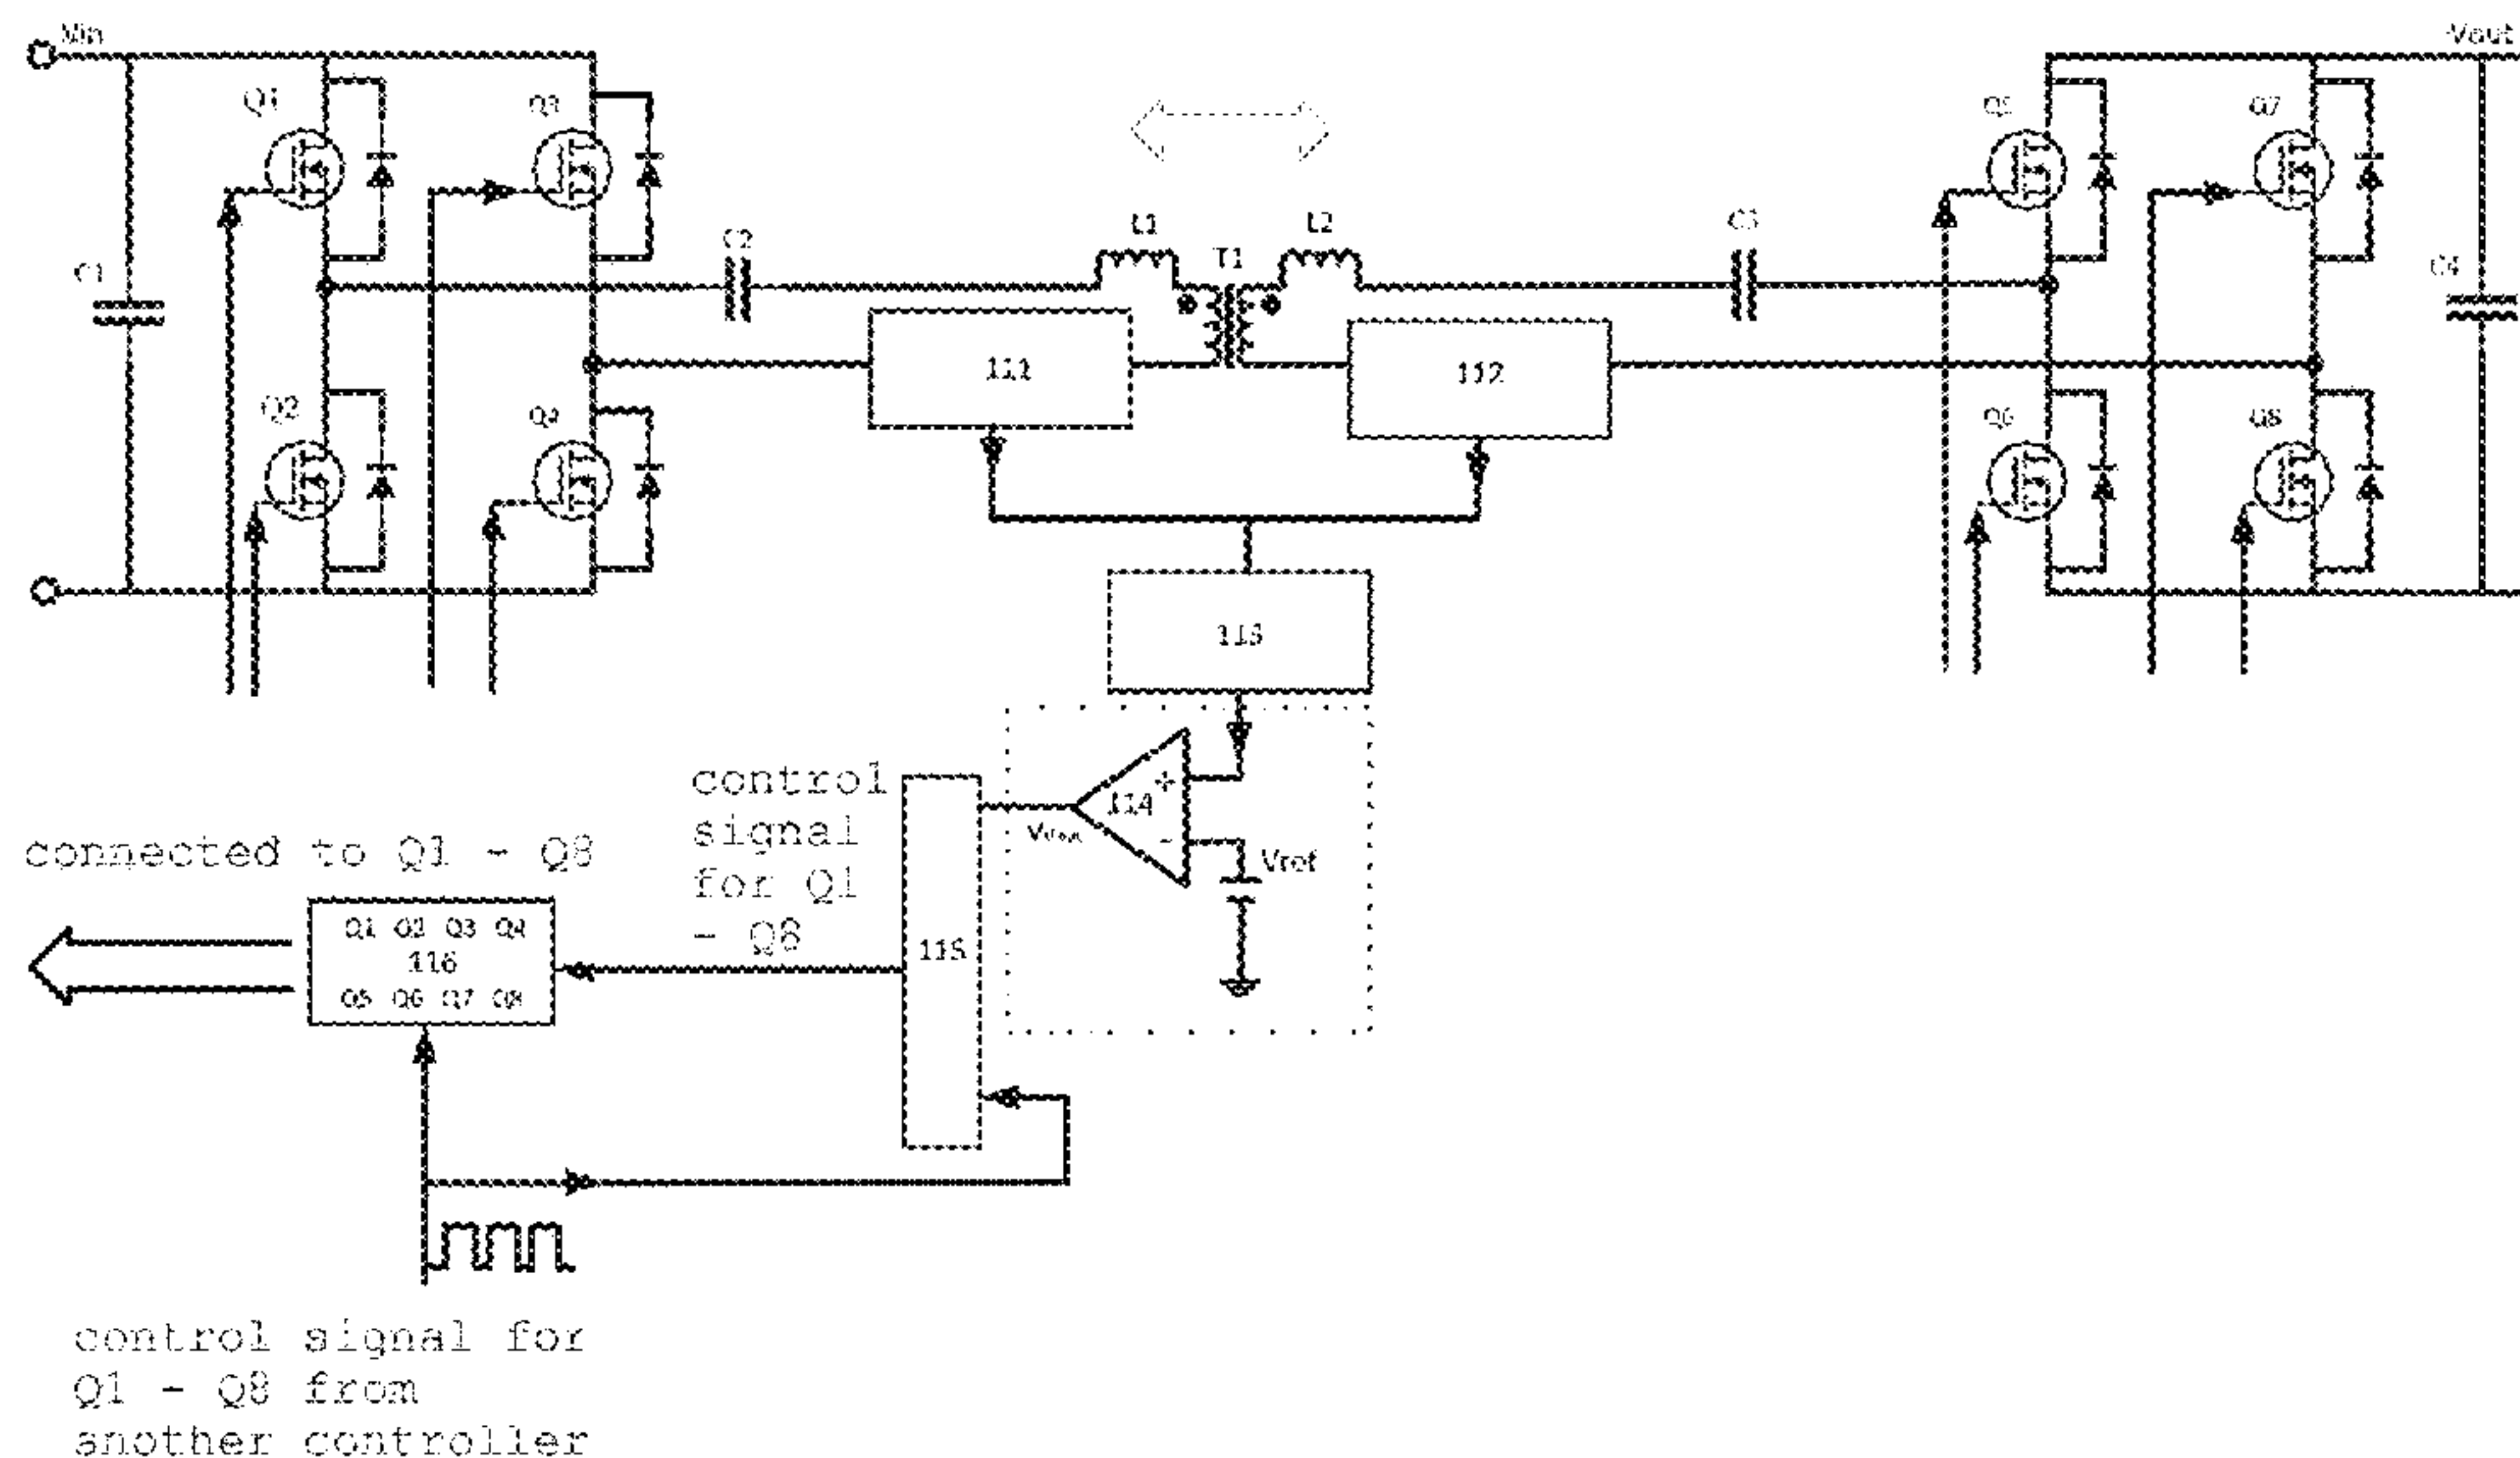 Vin
Vout
Q1
Q3
Q5
Q7
C1
C2
L1
T1
L2
C3
C4
111
112
Q2
Q4
Q6
Q8
113
control
signal
for Q1
- Q8
114
+
-
Vref
connected to Q1 - Q8
Q1 Q2 Q3 Q4
116
Q5 Q6 Q7 Q8
115
control signal for
Q1 - Q8 from
another controller